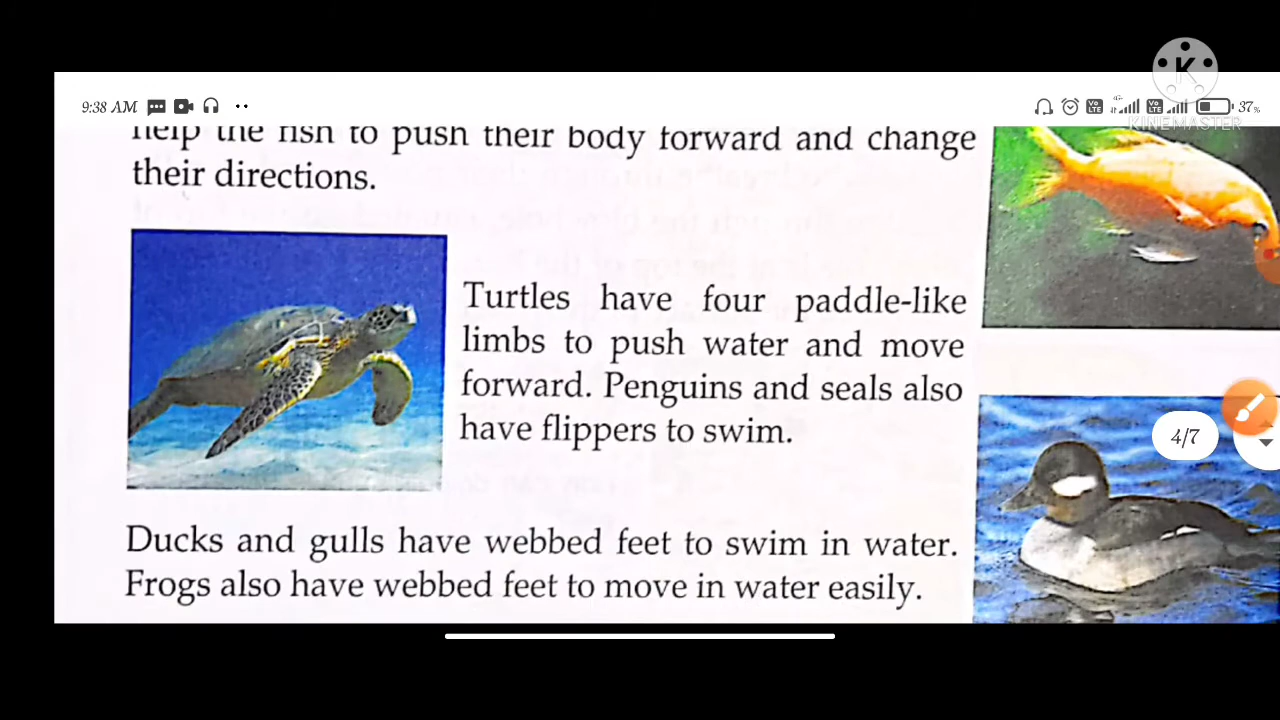 9:38 AM
37%
KINEMASTER
help the fish to push their body forward and change
their directions.
Turtles have four paddle-like
limbs to push water and move
forward. Penguins and seals also
have flippers to swim.
4/7
Ducks and gulls have webbed feet to swim in water.
Frogs also have webbed feet to move in water easily.